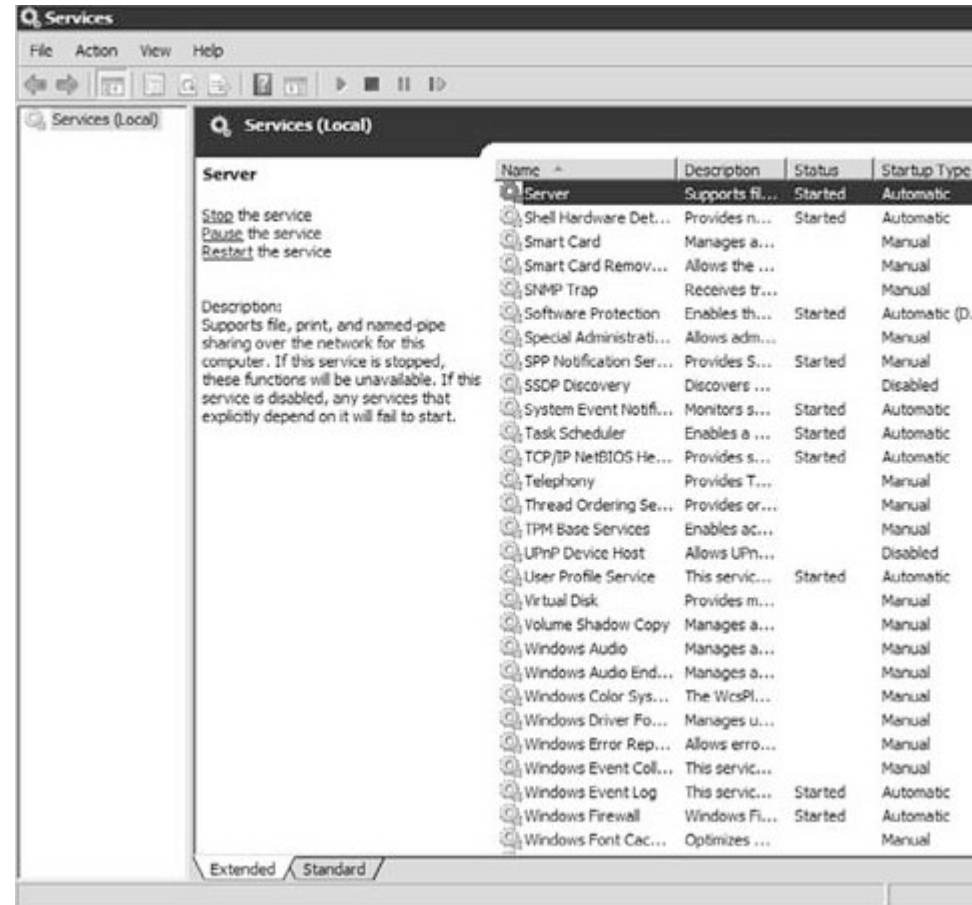 Services
File Action View Help
Services (Local)
Services (Local)
Server
Stop the service
Pause the service
Restart the service
Description:
Supports file, print, and named-pipe
sharing over the network for this
computer. If this service is stopped,
these functions will be unavailable. If this
service is disabled, any services that
explicitly depend on it will fail to start.
Name Description Status Startup Type
Server Supports fil... Started Automatic
Shell Hardware Det... Provides n... Started Automatic
Smart Card Manages a... Manual
Smart Card Remov... Allows the ... Manual
SNMP Trap Receives tr... Manual
Software Protection Enables th... Started Automatic (D.
Special Administrati... Allows adm... Manual
SPP Notification Ser... Provides S... Started Manual
SSDP Discovery Discovers ... Disabled
System Event Notifi... Monitors s... Started Automatic
Task Scheduler Enables a ... Started Automatic
TCP/IP NetBIOS He... Provides s... Started Automatic
Telephony Provides T... Manual
Thread Ordering Se... Provides or... Manual
TPM Base Services Enables ac... Manual
UPnP Device Host Allows UPn... Disabled
User Profile Service This servic... Started Automatic
Virtual Disk Provides m... Manual
Volume Shadow Copy Manages a... Manual
Windows Audio Manages a... Manual
Windows Audio End... Manages a... Manual
Windows Color Sys... The WcsPl... Manual
Windows Driver Fo... Manages u... Manual
Windows Error Rep... Allows erro... Manual
Windows Event Coll... This servic... Manual
Windows Event Log This servic... Started Automatic
Windows Firewall Windows Fi... Started Automatic
Windows Font Cac... Optimizes ... Manual
Extended Standard